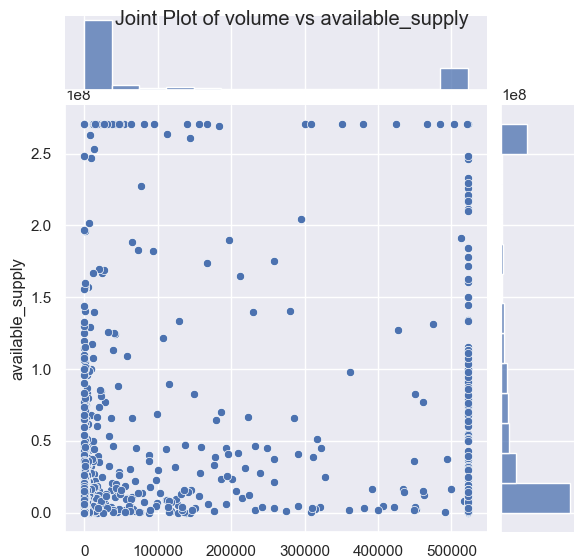 Joint Plot of volume vs available_supply
1e8
1e8
2.5
2.0
1.5
1.0
0.5
0.0
available_supply
0 100000 200000 300000 400000 500000